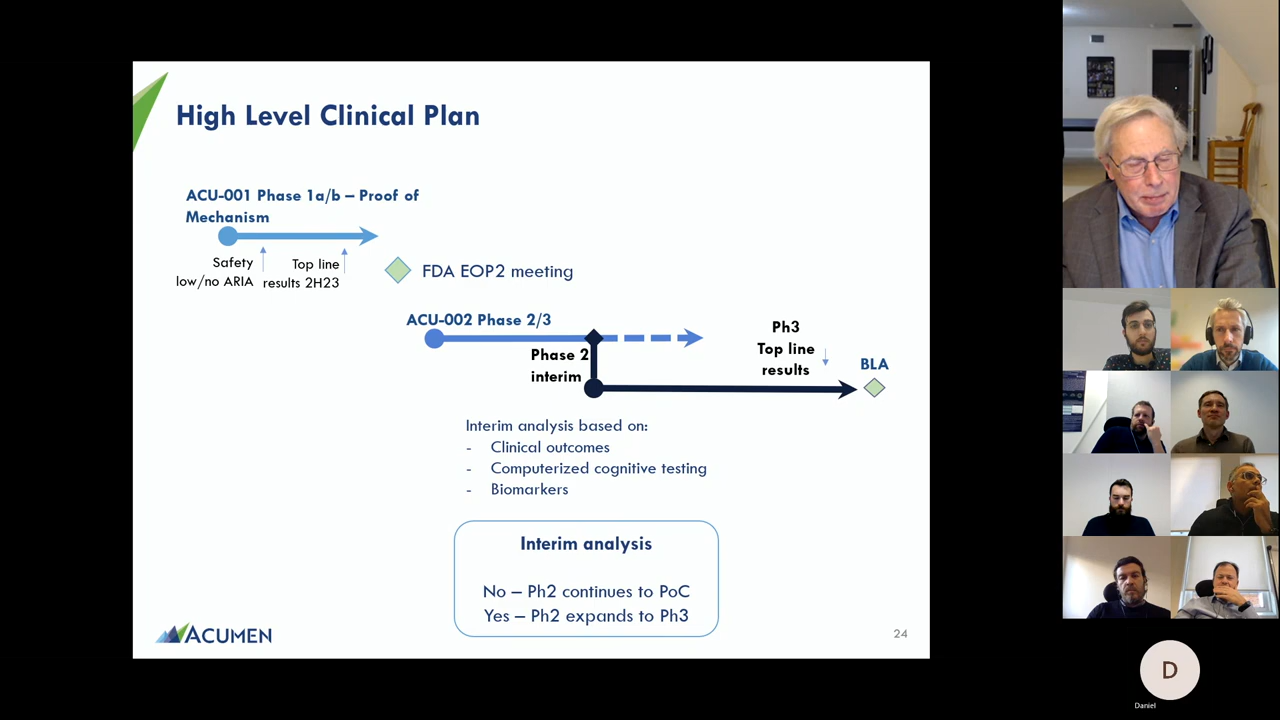 High Level Clinical Plan
ACU-001 Phase 1a/b – Proof of
Mechanism
Safety
low/no ARIA
Top line
results 2H23
FDA EOP2 meeting
ACU-002 Phase 2/3
Phase 2
interim
Ph3
Top line
results
BLA
Interim analysis based on:
- Clinical outcomes
- Computerized cognitive testing
- Biomarkers
Interim analysis
No – Ph2 continues to PoC
Yes – Ph2 expands to Ph3
ACUMEN
24
D
Daniel